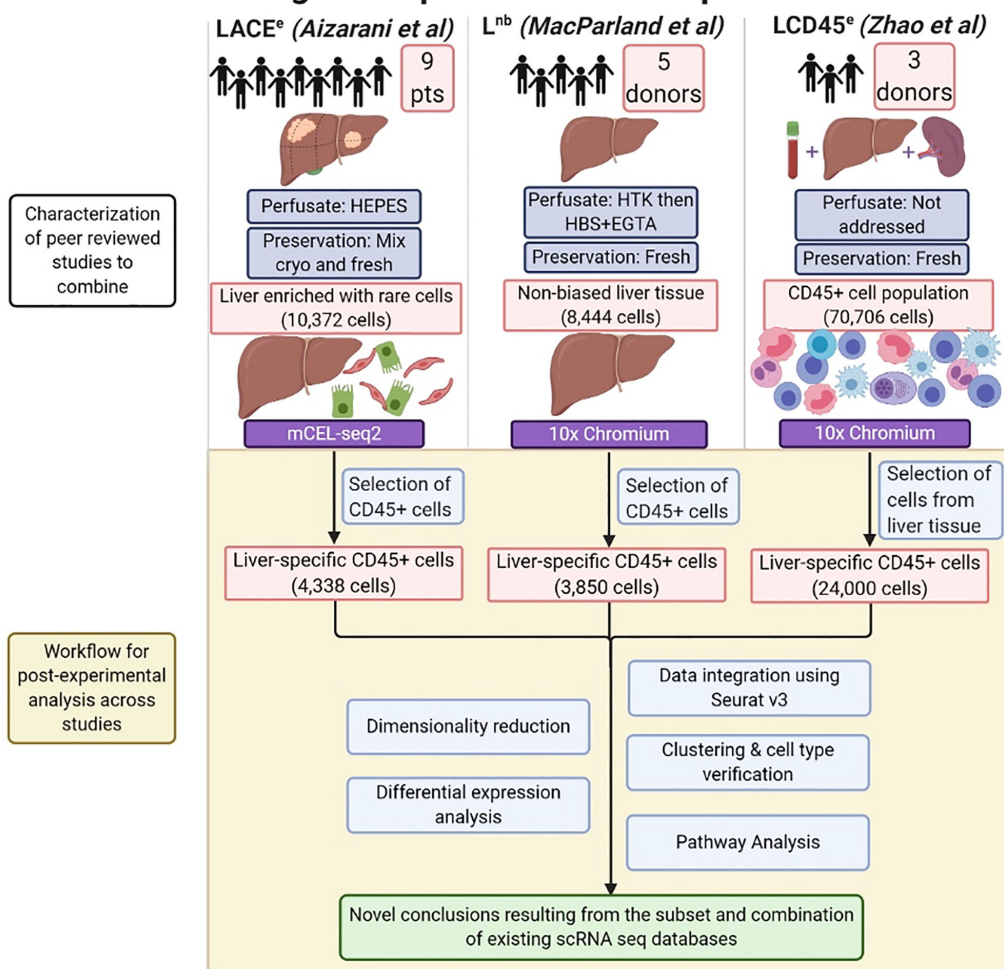 LACEᵉ (Aizarani et al)
9
pts
Lⁿᵇ (MacParland et al)
5
donors
LCD45ᵉ (Zhao et al)
3
donors
+
+
Characterization
of peer reviewed
studies to
combine
Perfusate: HEPES
Preservation: Mix
cryo and fresh
Liver enriched with rare cells
(10,372 cells)
mCEL-seq2
Perfusate: HTK then
HBS+EGTA
Preservation: Fresh
Non-biased liver tissue
(8,444 cells)
10x Chromium
Perfusate: Not
addressed
Preservation: Fresh
CD45+ cell population
(70,706 cells)
10x Chromium
Selection of
CD45+ cells
Selection of
CD45+ cells
Selection of
cells from
liver tissue
Liver-specific CD45+ cells
(4,338 cells)
Liver-specific CD45+ cells
(3,850 cells)
Liver-specific CD45+ cells
(24,000 cells)
Workflow for
post-experimental
analysis across
studies
Data integration using
Seurat v3
Dimensionality reduction
Clustering & cell type
verification
Differential expression
analysis
Pathway Analysis
Novel conclusions resulting from the subset and combination
of existing scRNA seq databases